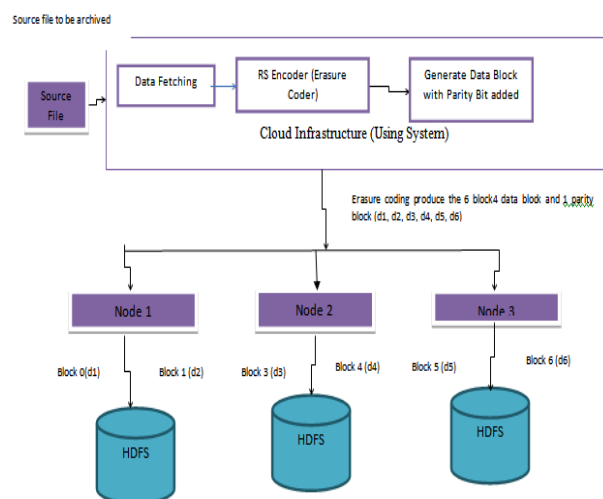 Source file to be archived
Source
File
Data Fetching
RS Encoder (Erasure
Coder)
Generate Data Block
with Parity Bit added
Cloud Infrastructure (Using System)
Erasure coding produce the 6 block4 data block and 1 parity
block (d1, d2, d3, d4, d5, d6)
Node 1
Node 2
Node 3
Block 0(d1)
Block 1 (d2)
Block 3 (d3)
Block 4 (d4)
Block 5 (d5)
Block 6 (d6)
HDFS
HDFS
HDFS